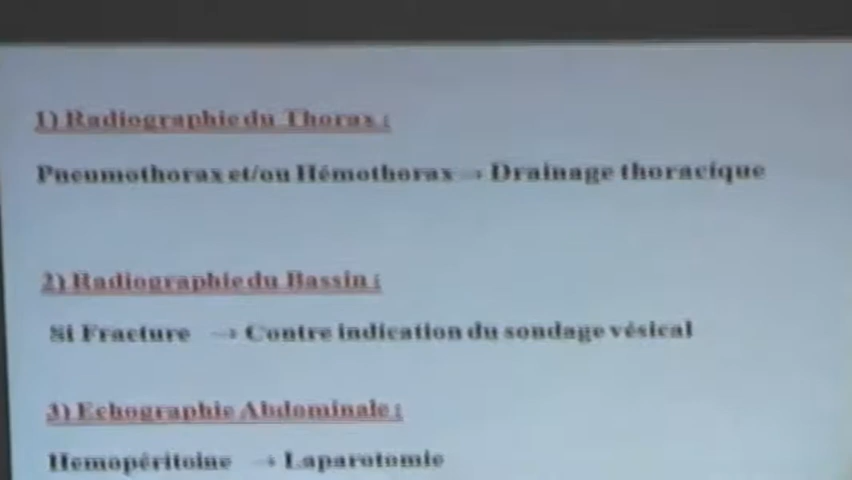 1) Radiographie du Thorax :
Pneumothorax et/ou Hémothorax → Drainage thoracique
2) Radiographie du Bassin :
Si Fracture → Contre indication du sondage vésical
3) Echographie Abdominale :
Hemopéritoine → Laparotomie